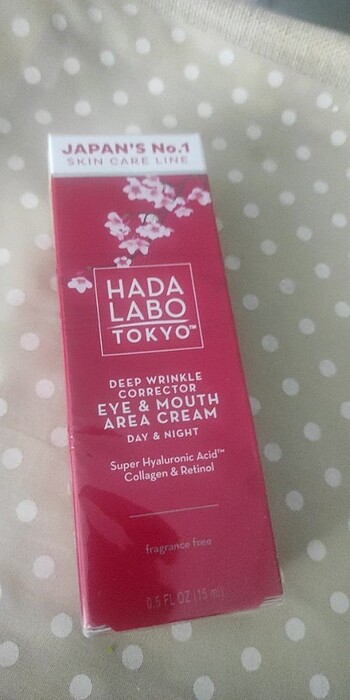 JAPAN'S No.1
SKIN CARE LINE
HADA
LABO
TOKYO™
DEEP WRINKLE
CORRECTOR
EYE & MOUTH
AREA CREAM
DAY & NIGHT
Super Hyaluronic Acid™
Collagen & Retinol
fragrance free
0.5 FL OZ (15 ml)